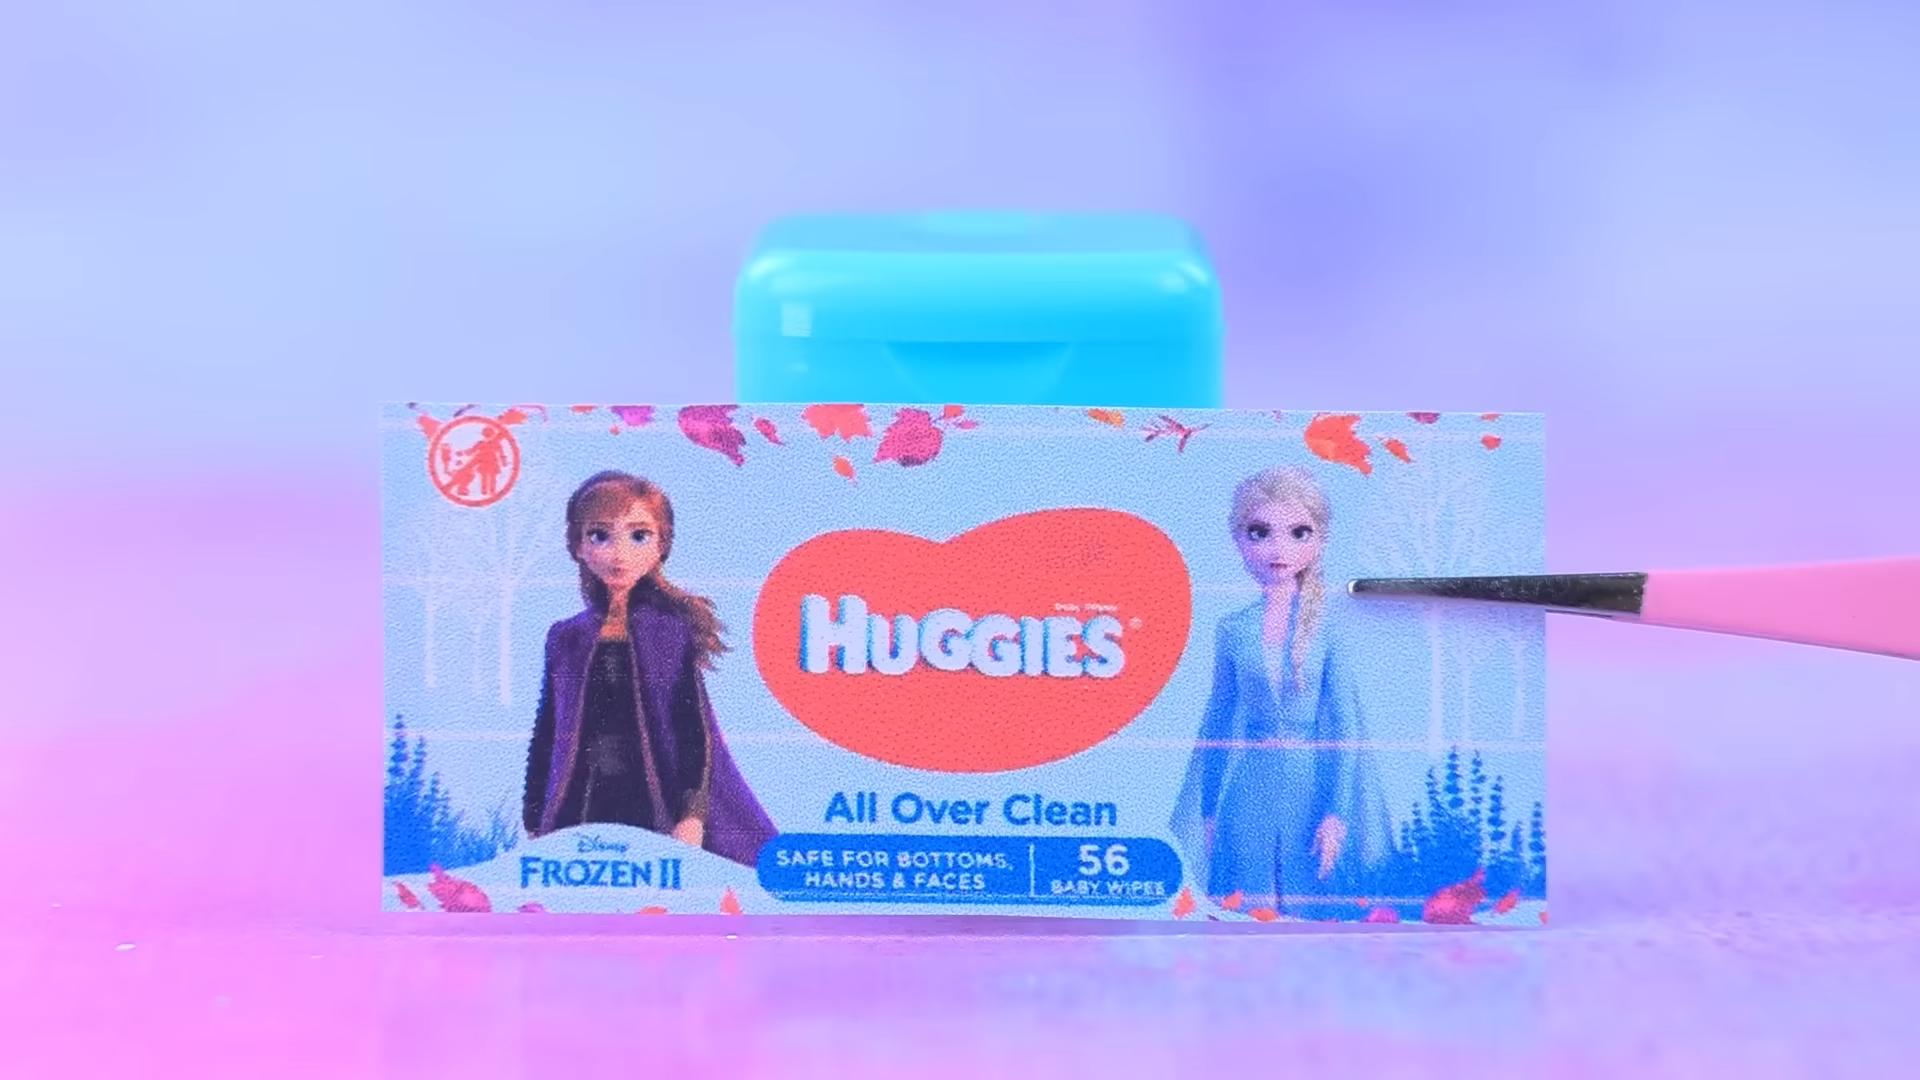 HUGGIES®
All Over Clean
SAFE FOR BOTTOMS,
HANDS & FACES
56
BABY WIPES
Disney
FROZEN II